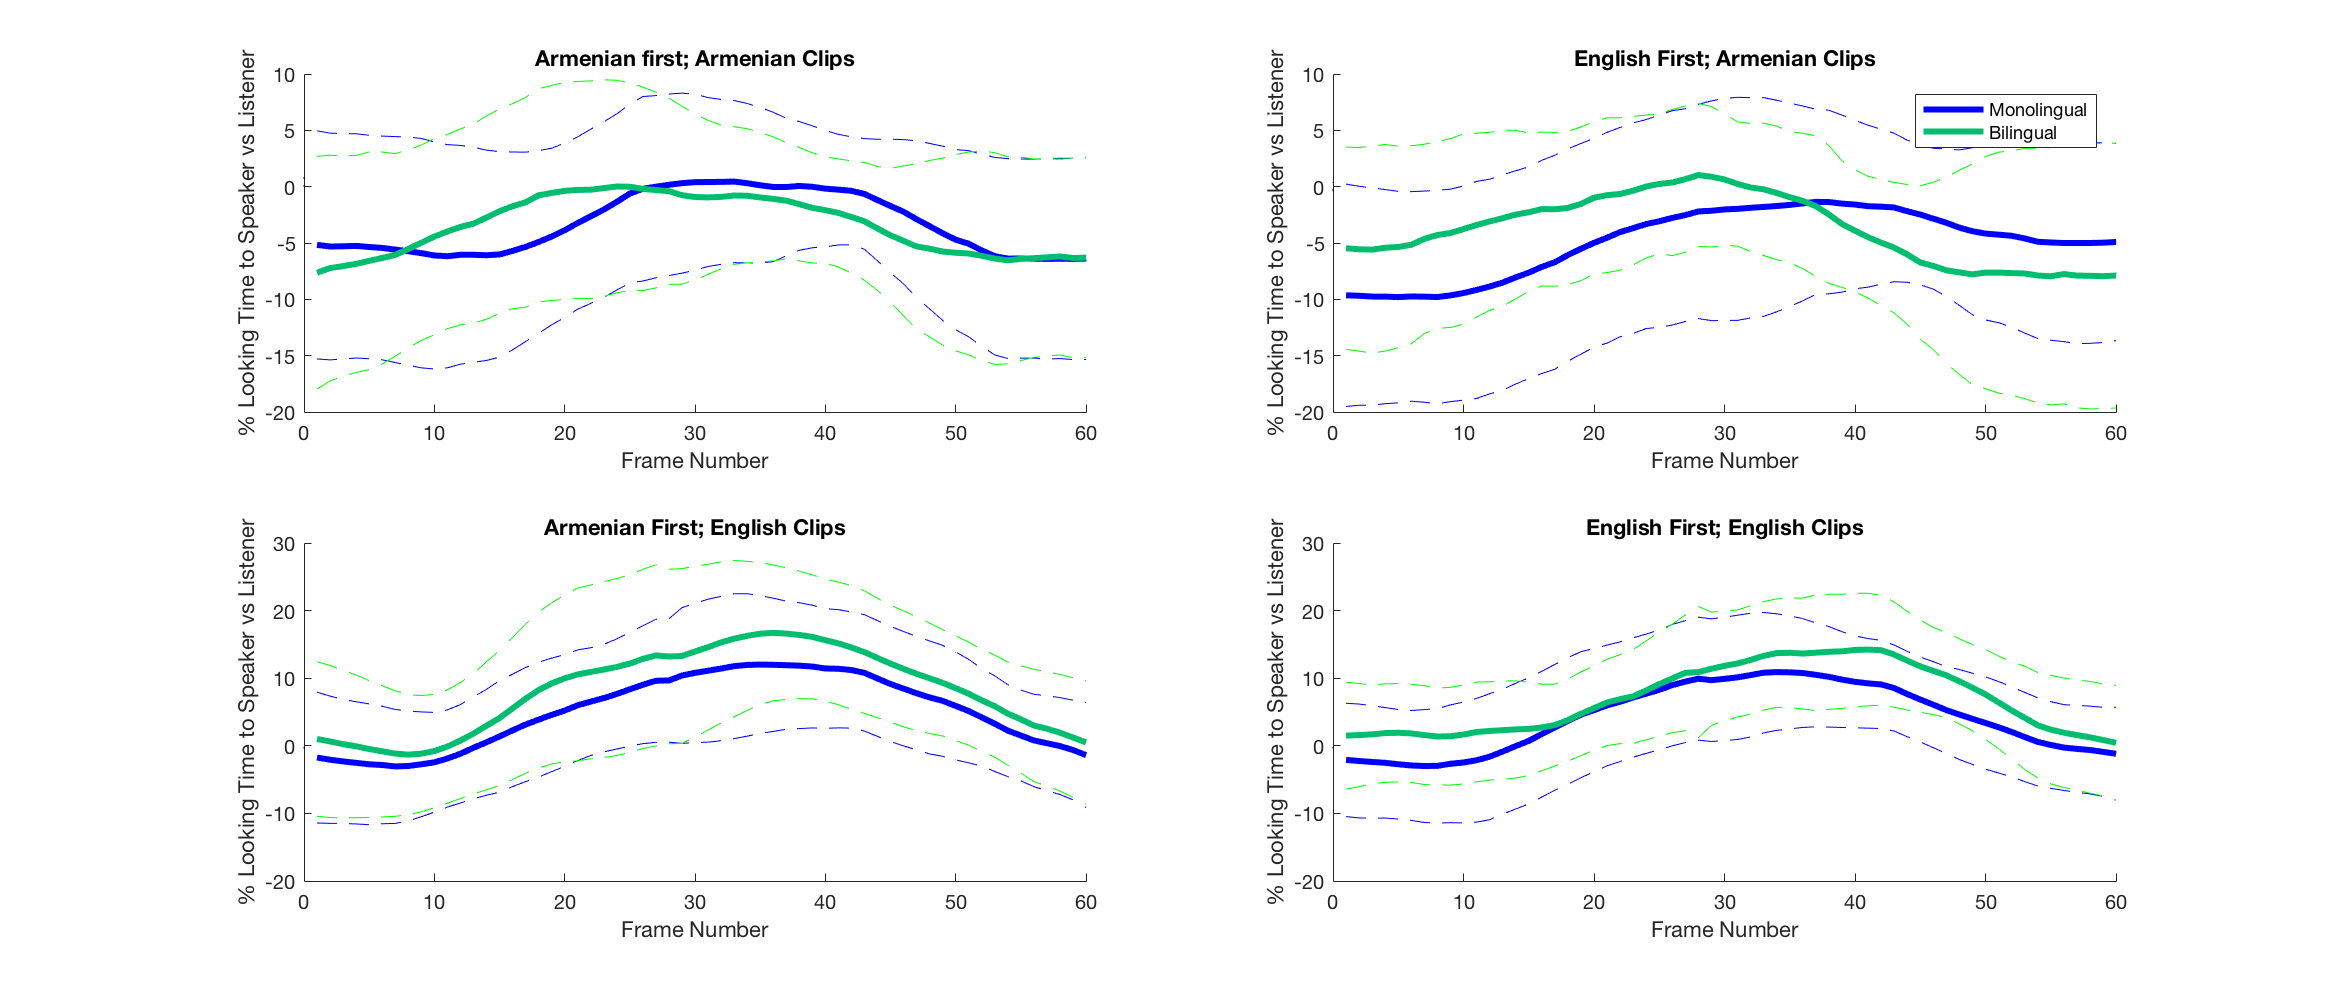 Armenian first; Armenian Clips
% Looking Time to Speaker vs Listener
10
5
0
-5
-10
-15
-20
0 10 20 30 40 50 60
Frame Number
English First; Armenian Clips
% Looking Time to Speaker vs Listener
10
5
0
-5
-10
-15
-20
0 10 20 30 40 50 60
Frame Number
Monolingual
Bilingual
Armenian First; English Clips
% Looking Time to Speaker vs Listener
30
20
10
0
-10
-20
0 10 20 30 40 50 60
Frame Number
English First; English Clips
% Looking Time to Speaker vs Listener
30
20
10
0
-10
-20
0 10 20 30 40 50 60
Frame Number